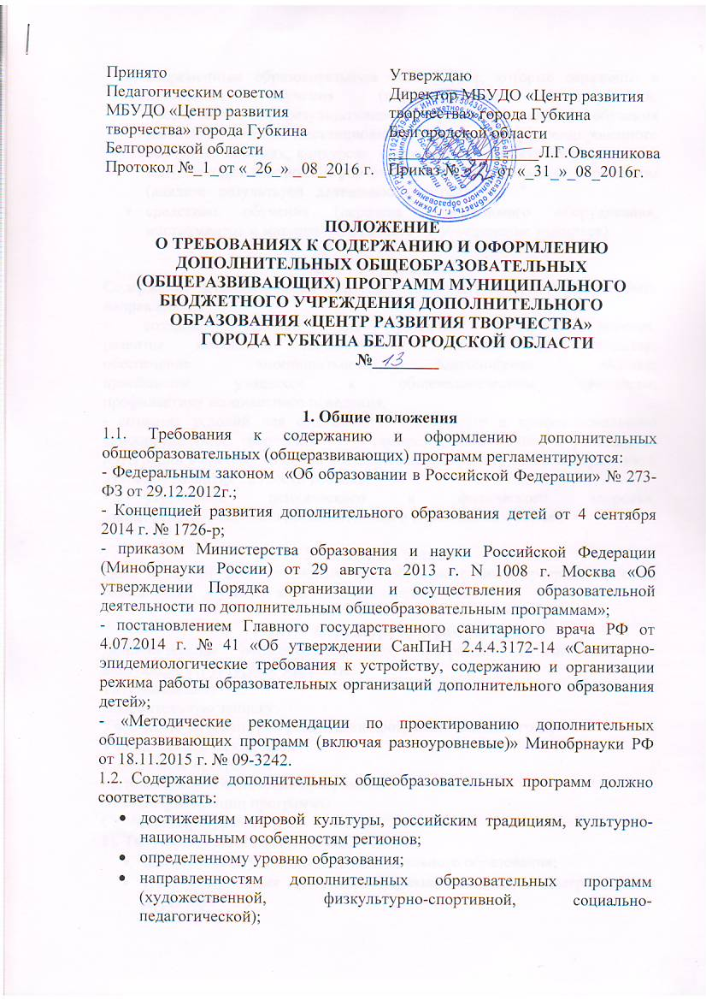 Принято
Педагогическим советом
МБУДО «Центр развития
творчества» города Губкина
Белгородской области
Протокол №_1_от «_26_» _08_2016 г.
Утверждаю
Директор МБУДО «Центр развития
творчества» города Губкина
Белгородской области
Л.Г.Овсянникова
Приказ № от «_31_»_08_2016г.
ПОЛОЖЕНИЕ
О ТРЕБОВАНИЯХ К СОДЕРЖАНИЮ И ОФОРМЛЕНИЮ
ДОПОЛНИТЕЛЬНЫХ ОБЩЕОБРАЗОВАТЕЛЬНЫХ
(ОБЩЕРАЗВИВАЮЩИХ) ПРОГРАММ МУНИЦИПАЛЬНОГО
БЮДЖЕТНОГО УЧРЕЖДЕНИЯ ДОПОЛНИТЕЛЬНОГО
ОБРАЗОВАНИЯ «ЦЕНТР РАЗВИТИЯ ТВОРЧЕСТВА»
ГОРОДА ГУБКИНА БЕЛГОРОДСКОЙ ОБЛАСТИ
№ 13
1. Общие положения
1.1. Требования к содержанию и оформлению дополнительных
общеобразовательных (общеразвивающих) программ регламентируются:
- Федеральным законом «Об образовании в Российской Федерации» № 273-
ФЗ от 29.12.2012г.;
- Концепцией развития дополнительного образования детей от 4 сентября
2014 г. № 1726-р;
- приказом Министерства образования и науки Российской Федерации
(Минобрнауки России) от 29 августа 2013 г. N 1008 г. Москва «Об
утверждении Порядка организации и осуществления образовательной
деятельности по дополнительным общеобразовательным программам»;
- постановлением Главного государственного санитарного врача РФ от
4.07.2014 г. № 41 «Об утверждении СанПиН 2.4.4.3172-14 «Санитарно-
эпидемиологические требования к устройству, содержанию и организации
режима работы образовательных организаций дополнительного образования
детей»;
- «Методические рекомендации по проектированию дополнительных
общеразвивающих программ (включая разноуровневые)» Минобрнауки РФ
от 18.11.2015 г. № 09-3242.
1.2. Содержание дополнительных общеобразовательных программ должно
соответствовать:
• достижениям мировой культуры, российским традициям, культурно-
национальным особенностям регионов;
• определенному уровню образования;
• направленностям дополнительных образовательных программ
(художественной, физкультурно-спортивной, социально-
педагогической);